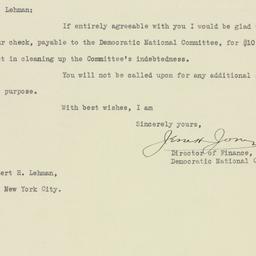 Lehman:
If entirely agreeable with you I would be glad
r check, payable to the Democratic National Committee, for $10
t in cleaning up the Committee's indebtedness.
You will not be called upon for any additional
purpose.
With best wishes, I am
Sincerely yours,
Jesse H. Jones
Director of Finance,
Democratic National C
ert H. Lehman,
New York City.